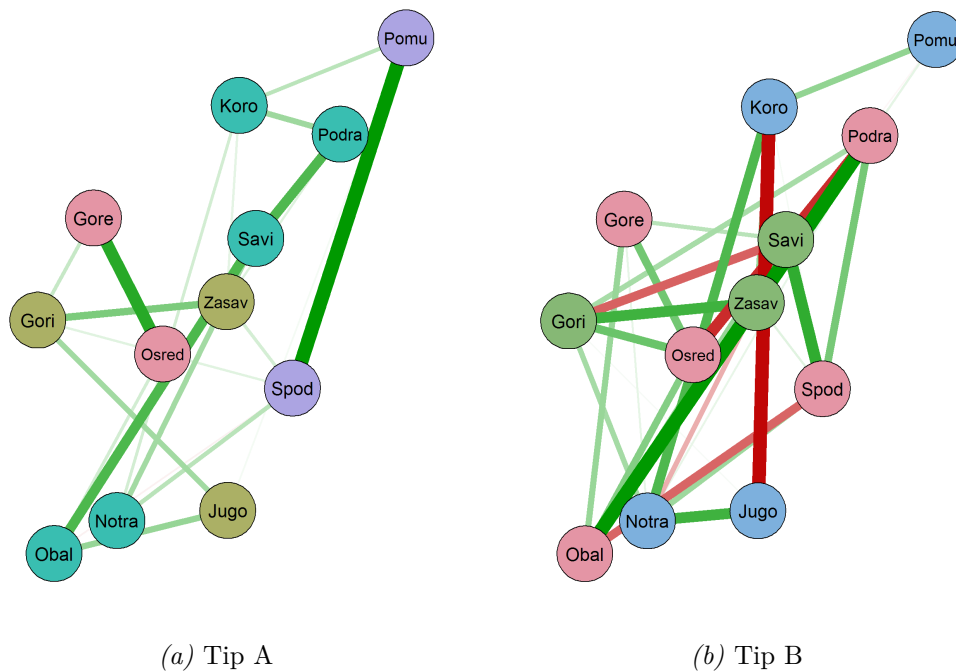 Pomu
Koro
Podra
Gore
Savi
Zasav
Gori
Osred
Spod
Notra
Jugo
Obal
(a) Tip A
Pomu
Koro
Podra
Gore
Savi
Zasav
Gori
Osred
Spod
Notra
Jugo
Obal
(b) Tip B